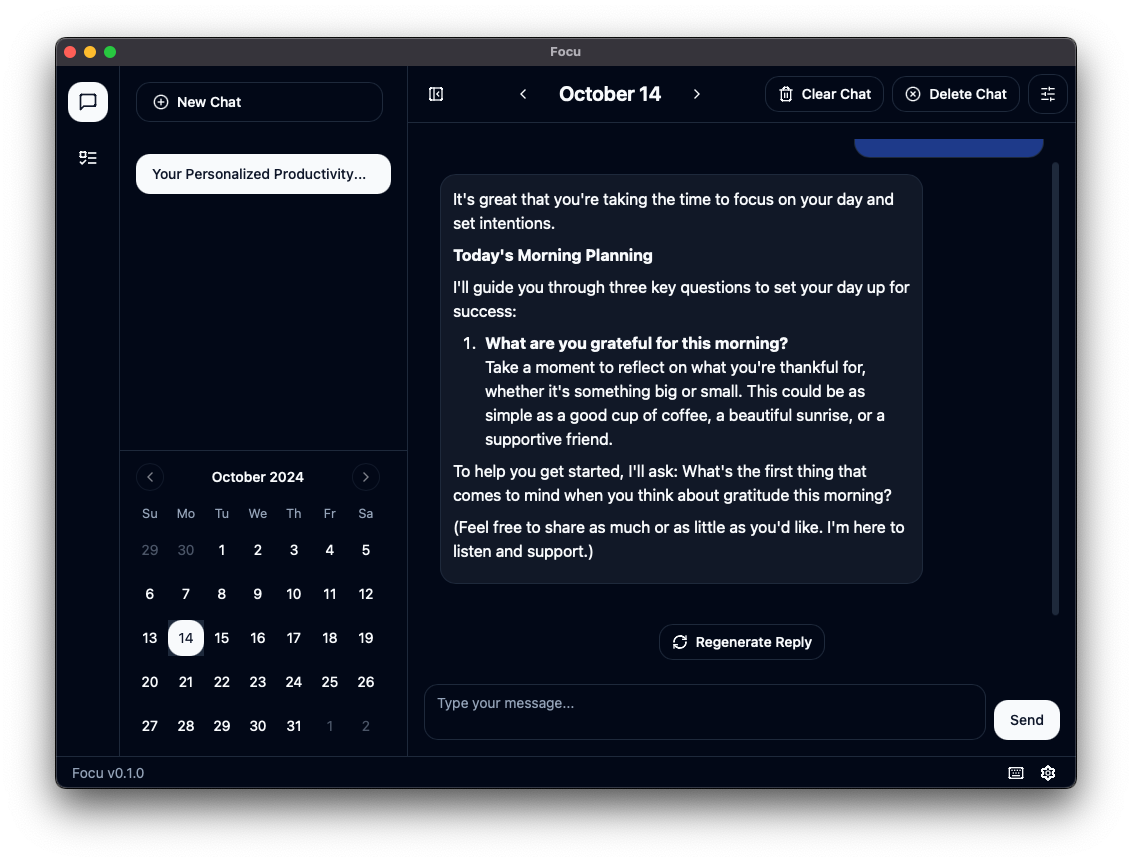 Focu
New Chat
Your Personalized Productivity...
October 2024
Su Mo Tu We Th Fr Sa
29 30 1 2 3 4 5
6 7 8 9 10 11 12
13 14 15 16 17 18 19
20 21 22 23 24 25 26
27 28 29 30 31 1 2
October 14
Clear Chat
Delete Chat
It's great that you're taking the time to focus on your day and
set intentions.
Today's Morning Planning
I'll guide you through three key questions to set your day up for
success:
1. What are you grateful for this morning?
Take a moment to reflect on what you're thankful for,
whether it's something big or small. This could be as
simple as a good cup of coffee, a beautiful sunrise, or a
supportive friend.
To help you get started, I'll ask: What's the first thing that
comes to mind when you think about gratitude this morning?
(Feel free to share as much or as little as you'd like. I'm here to
listen and support.)
Regenerate Reply
Type your message...
Send
Focu v0.1.0